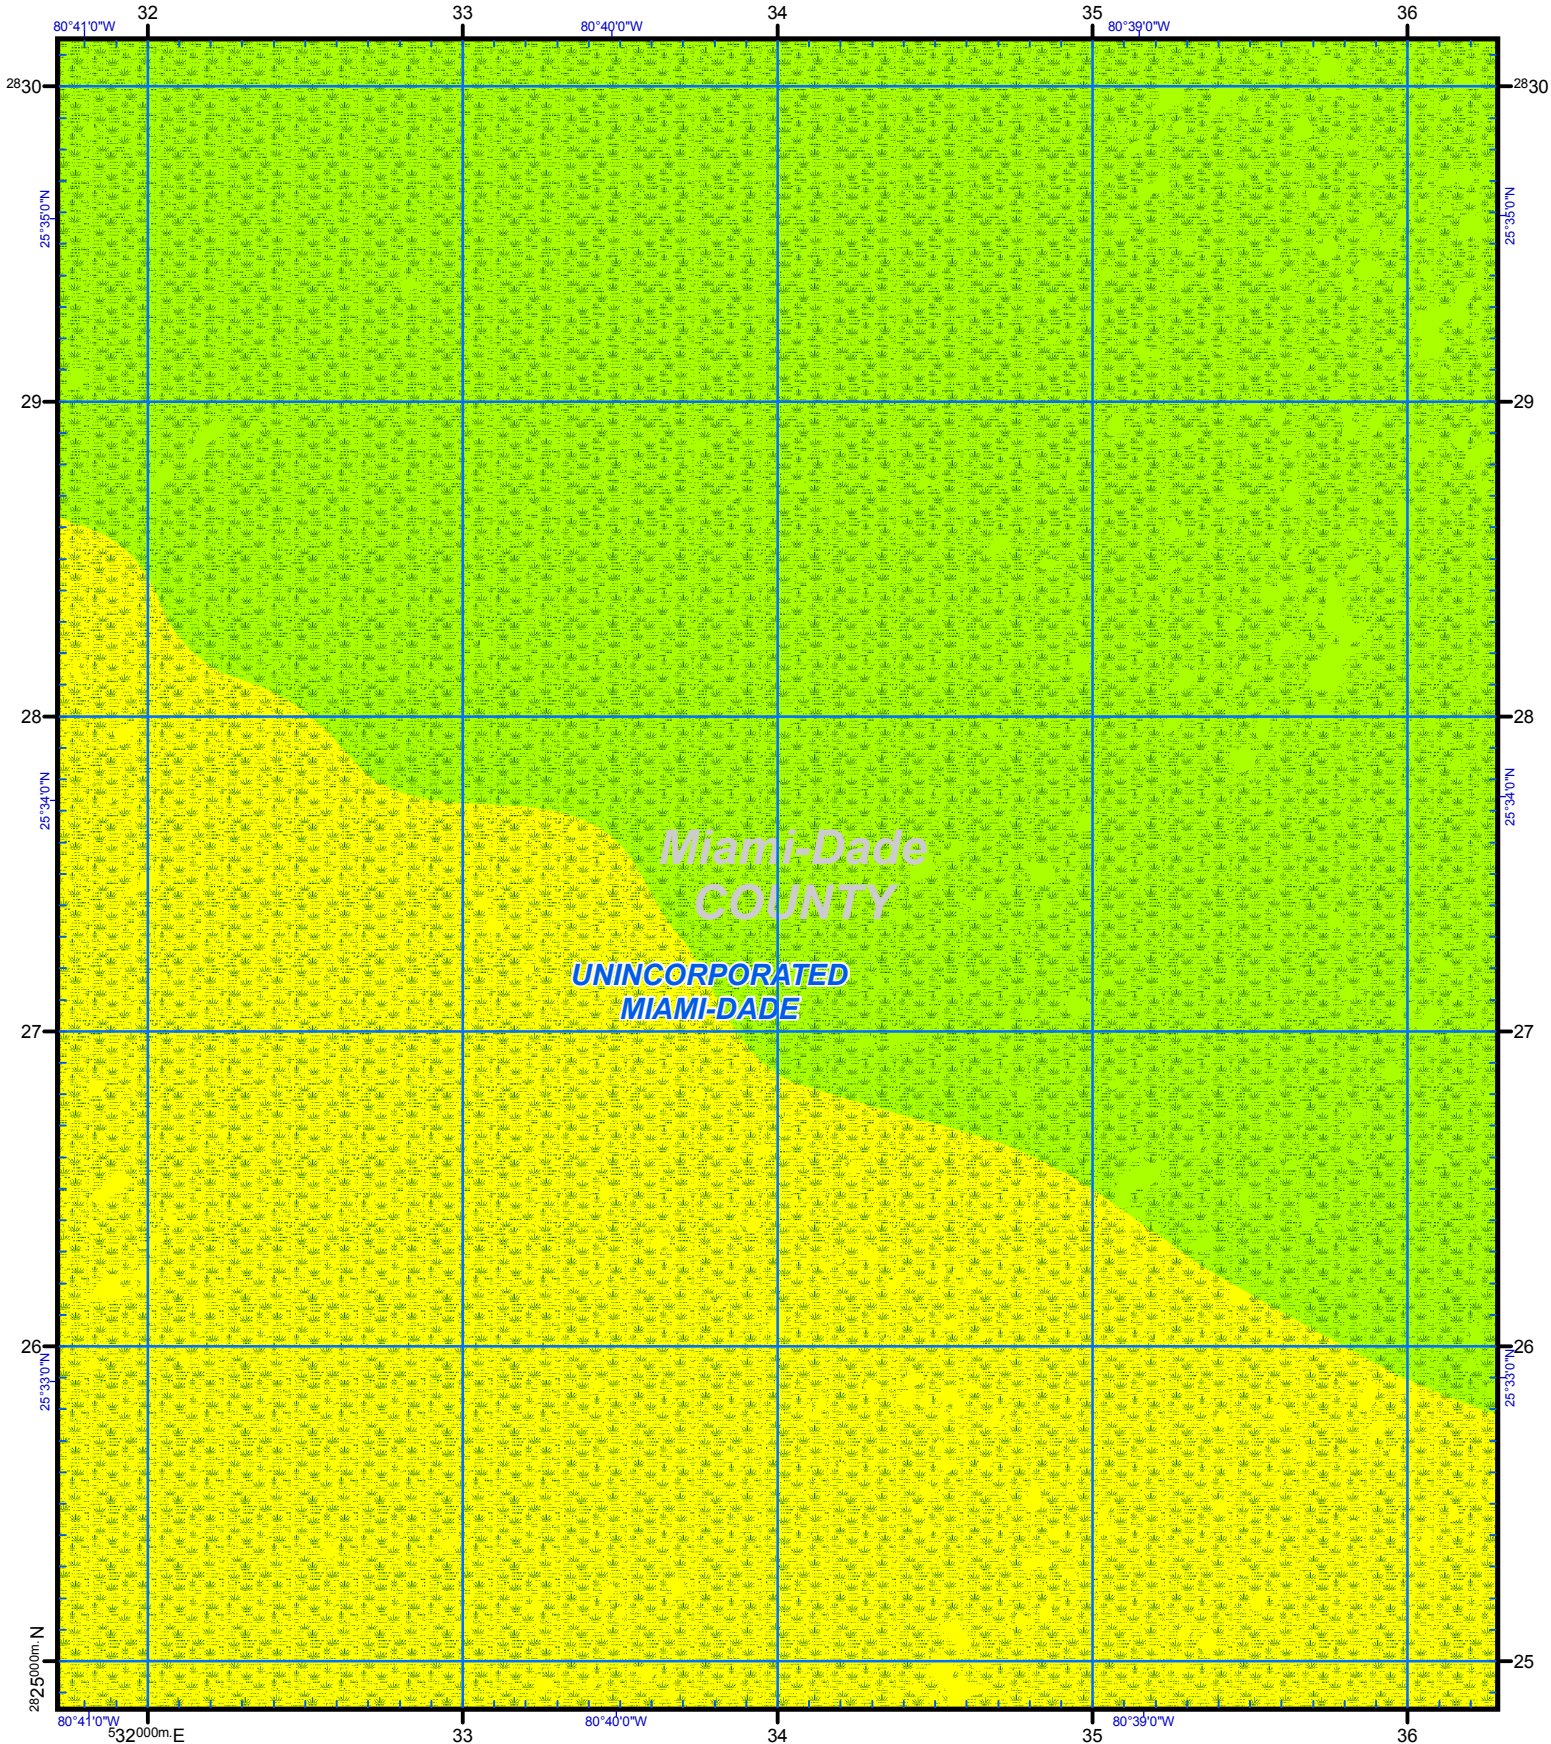 32 33 34 35 36
80°41'0"W 80°40'0"W 80°39'0"W
2830 2830
25°35'0"N 25°35'0"N
29 29
28 28
25°34'0"N 25°34'0"N
Miami-Dade
COUNTY
UNINCORPORATED
MIAMI-DADE
27 27
26 26
25°33'0"N 25°33'0"N
2825000m. N 25
80°41'0"W 80°40'0"W 80°39'0"W
532000m. E 33 34 35 36